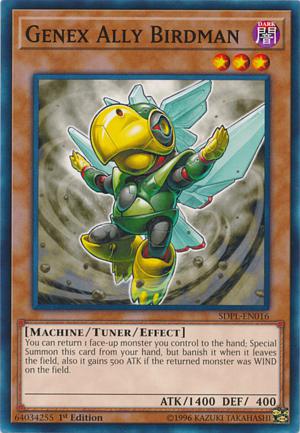 GENEX ALLY BIRDMAN
DARK
闇
SDPL-EN016
[MACHINE/TUNER/EFFECT]
You can return 1 face-up monster you control to the hand; Special
Summon this card from your hand, but banish it when it leaves
the field, also it gains 500 ATK if the returned monster was WIND
on the field.
ATK/1400 DEF/ 400
64034255 1st Edition ©1996 KAZUKI TAKAHASHI